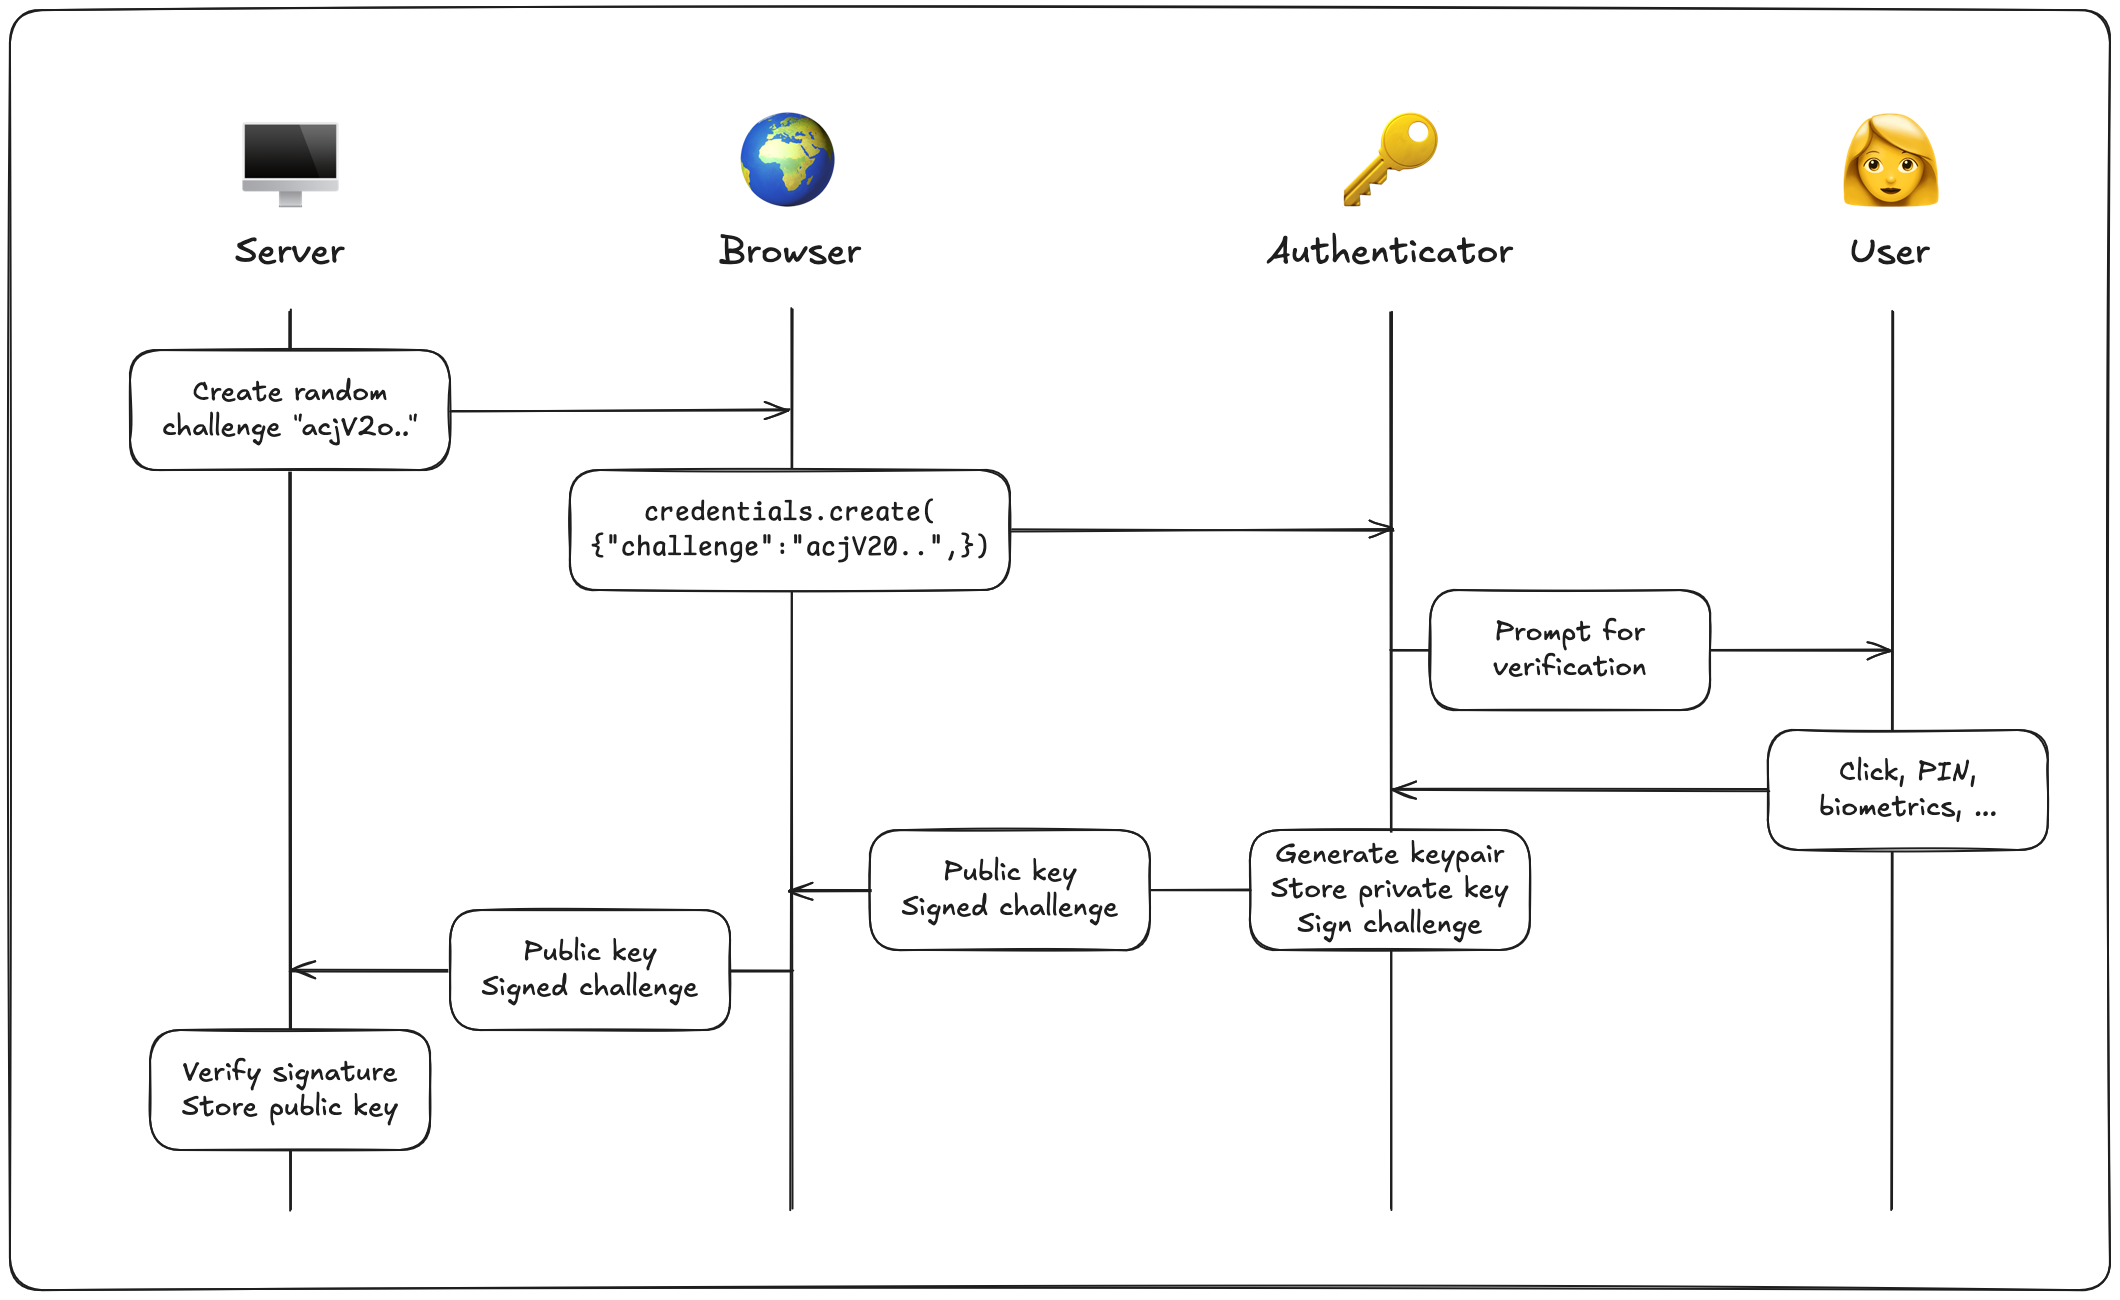 Server
Browser
Authenticator
User
Create random
challenge "acjV2o.."
credentials.create(
{"challenge":"acjV20..",})
Prompt for
verification
Click, PIN,
biometrics, ...
Generate keypair
Store private key
Sign challenge
Public key
Signed challenge
Public key
Signed challenge
Verify signature
Store public key